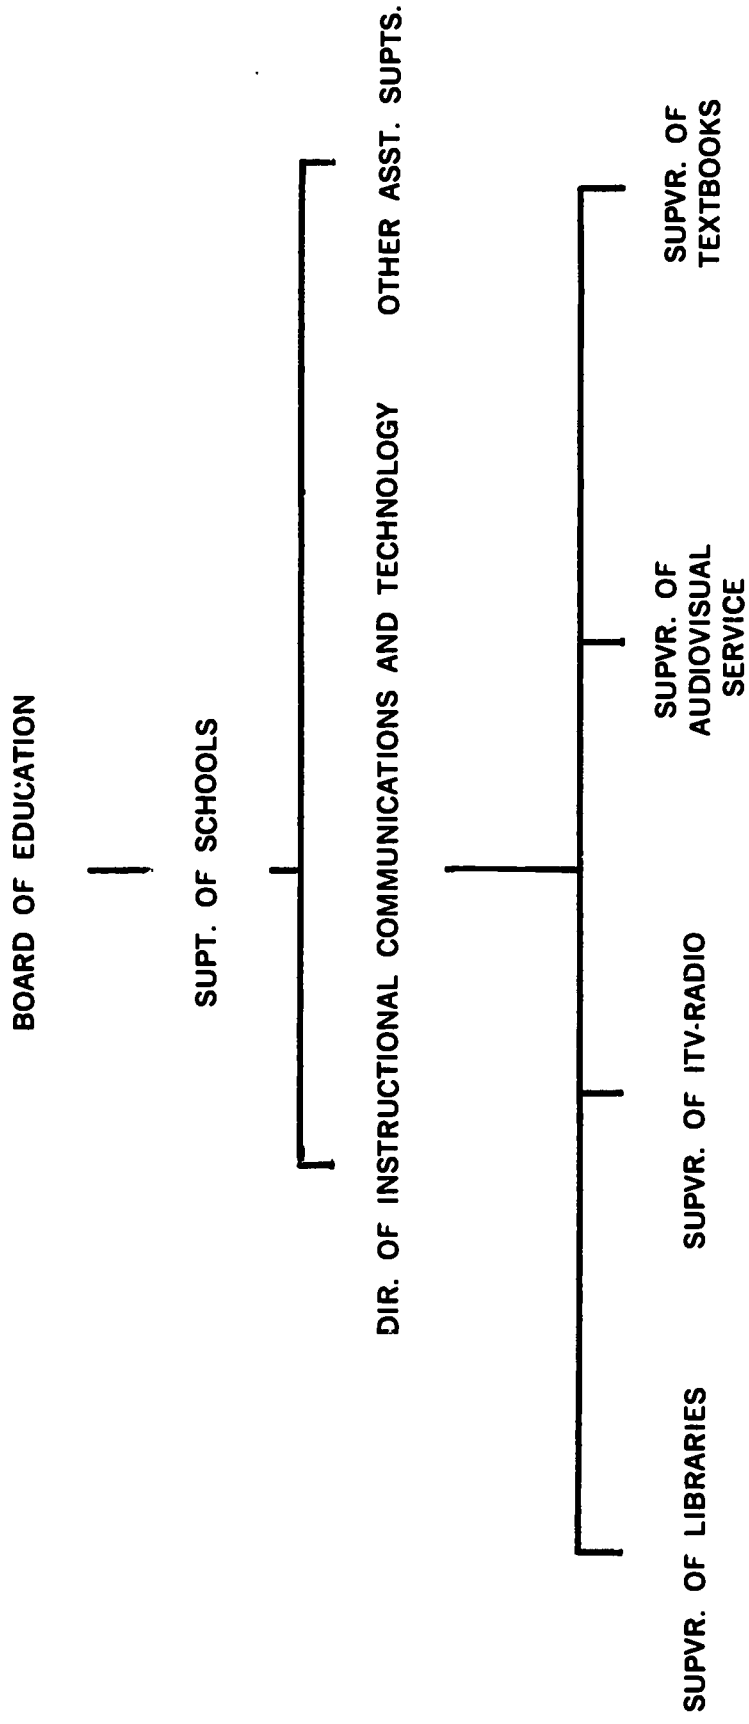 BOARD OF EDUCATION
SUPT. OF SCHOOLS
DIR. OF INSTRUCTIONAL COMMUNICATIONS AND TECHNOLOGY
OTHER ASST. SUPTS.
SUPVR. OF LIBRARIES
SUPVR. OF ITV-RADIO
SUPVR. OF
AUDIOVISUAL
SERVICE
SUPVR. OF
TEXTBOOKS